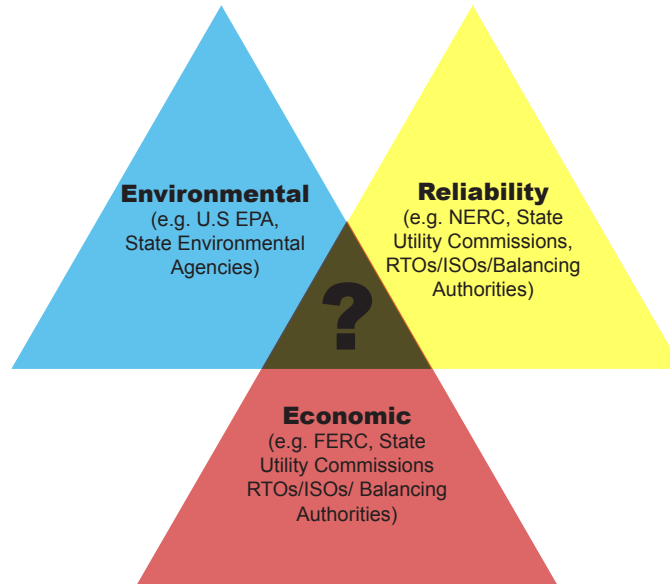 Environmental
(e.g. U.S EPA,
State Environmental
Agencies)
Reliability
(e.g. NERC, State
Utility Commissions,
RTOs/ISOs/Balancing
Authorities)
?
Economic
(e.g. FERC, State
Utility Commissions
RTOs/ISOs/ Balancing
Authorities)